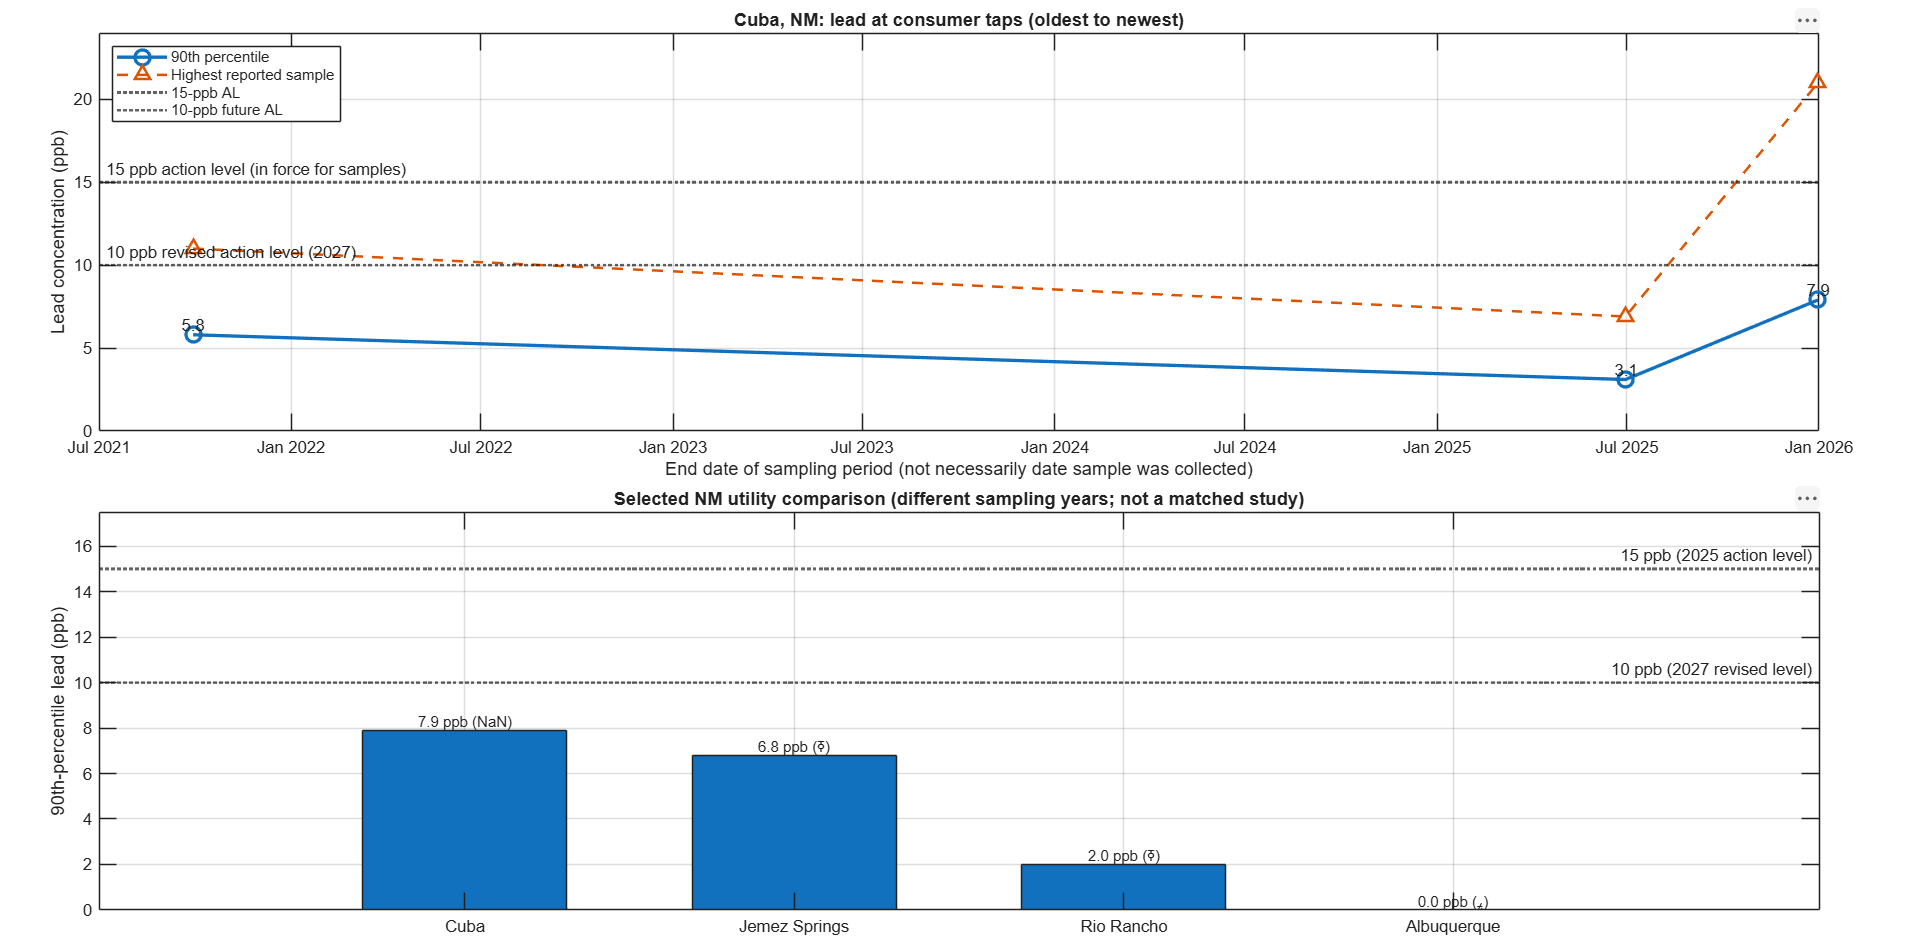 Cuba, NM: lead at consumer taps (oldest to newest)
90th percentile
Highest reported sample
15-ppb AL
10-ppb future AL
Lead concentration (ppb)
20
15
10
5
0
15 ppb action level (in force for samples)
10 ppb revised action level (2027)
5.8
3.1
7.9
Jul 2021
Jan 2022
Jul 2022
Jan 2023
Jul 2023
Jan 2024
Jul 2024
Jan 2025
Jul 2025
Jan 2026
End date of sampling period (not necessarily date sample was collected)
Selected NM utility comparison (different sampling years; not a matched study)
90th-percentile lead (ppb)
16
14
12
10
8
6
4
2
0
15 ppb (2025 action level)
10 ppb (2027 revised level)
7.9 ppb (NaN)
6.8 ppb
2.0 ppb
0.0 ppb
Cuba
Jemez Springs
Rio Rancho
Albuquerque